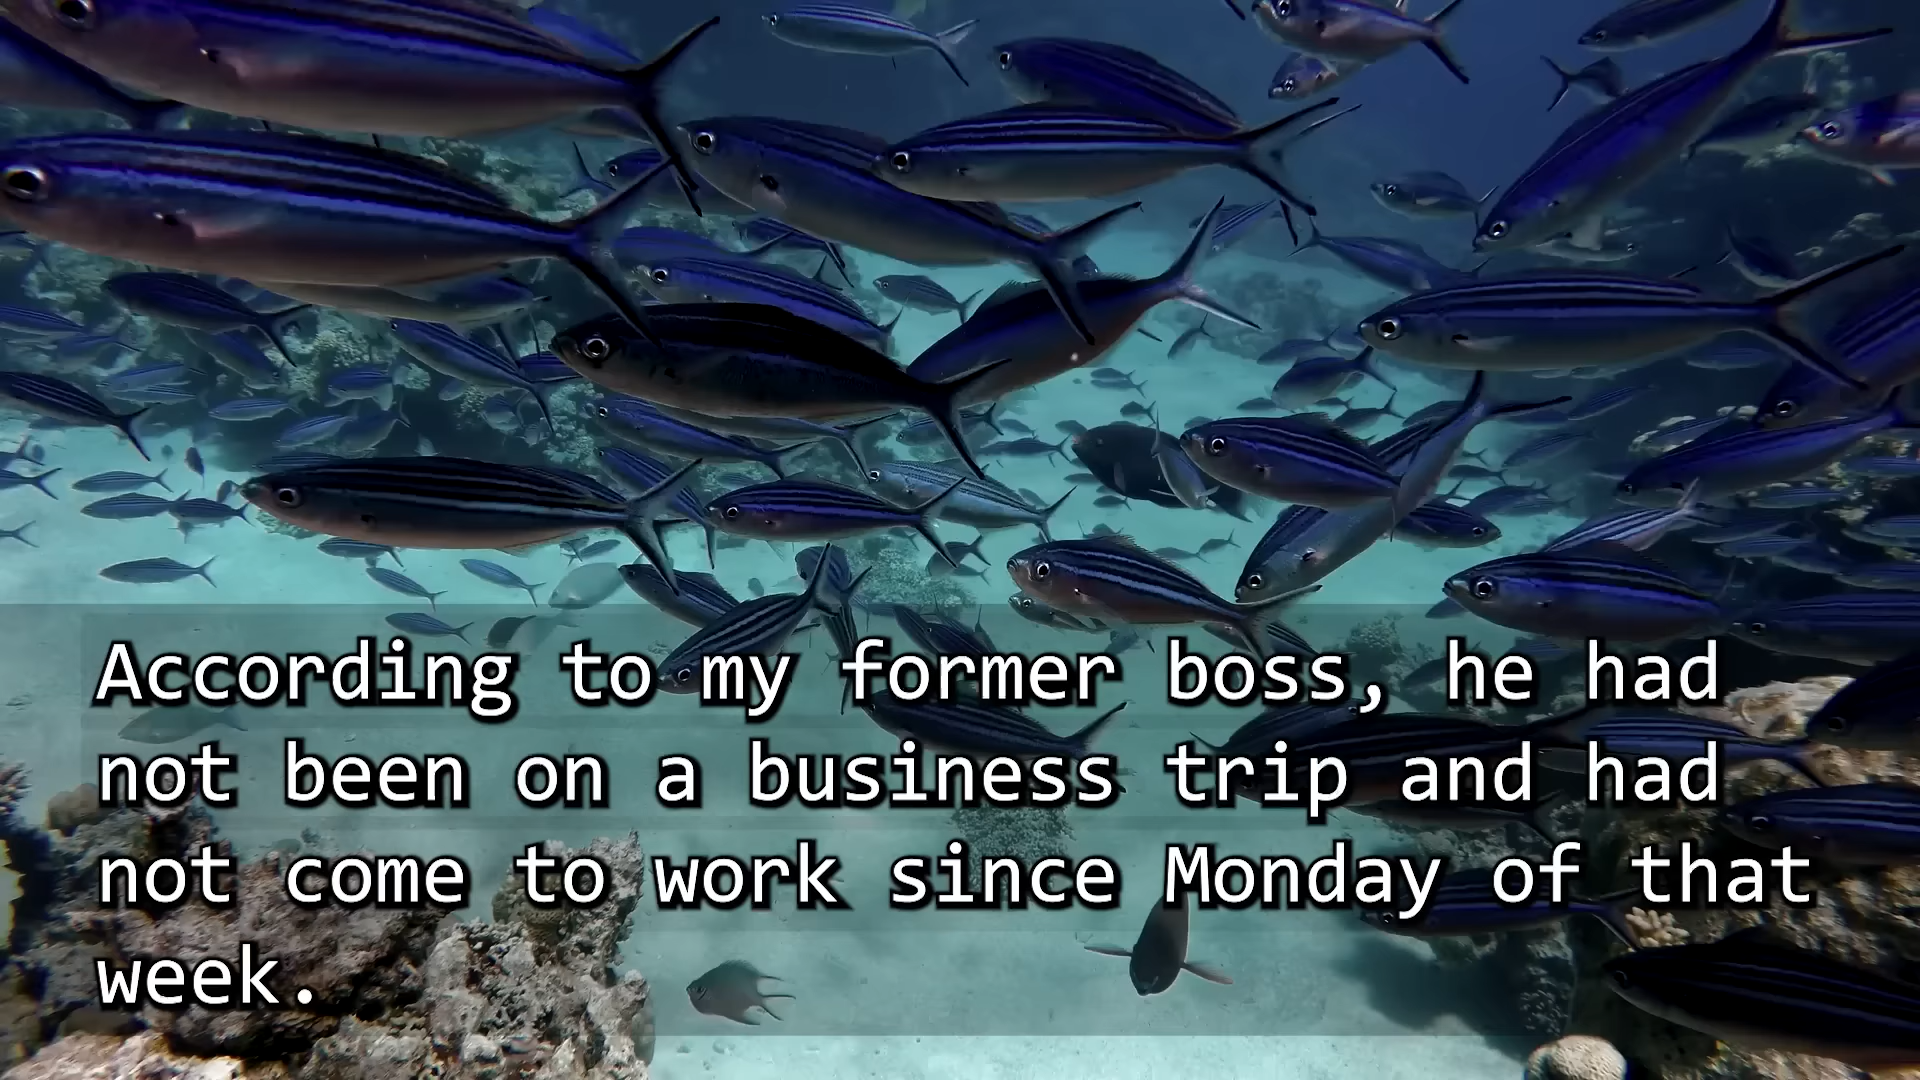 According to my former boss, he had
not been on a business trip and had
not come to work since Monday of that
week.